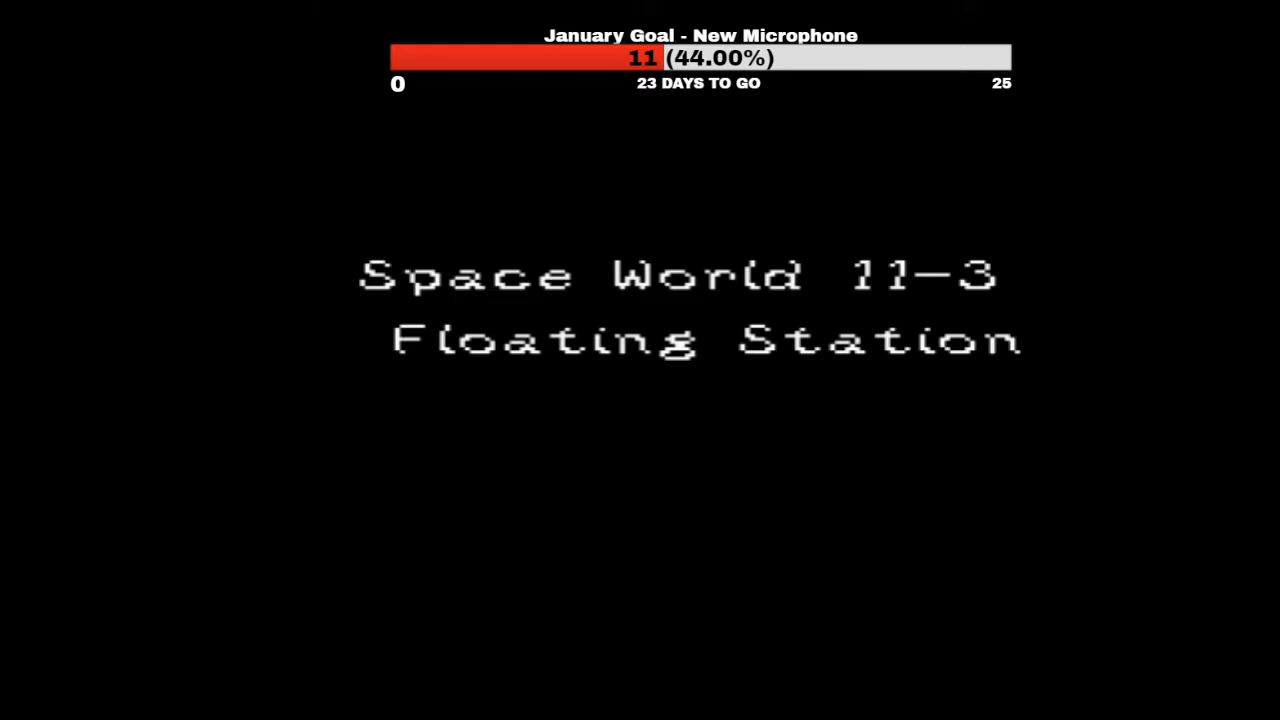 January Goal - New Microphone
11 (44.00%)
0 23 DAYS TO GO 25
Space World 11-3
Floating Station